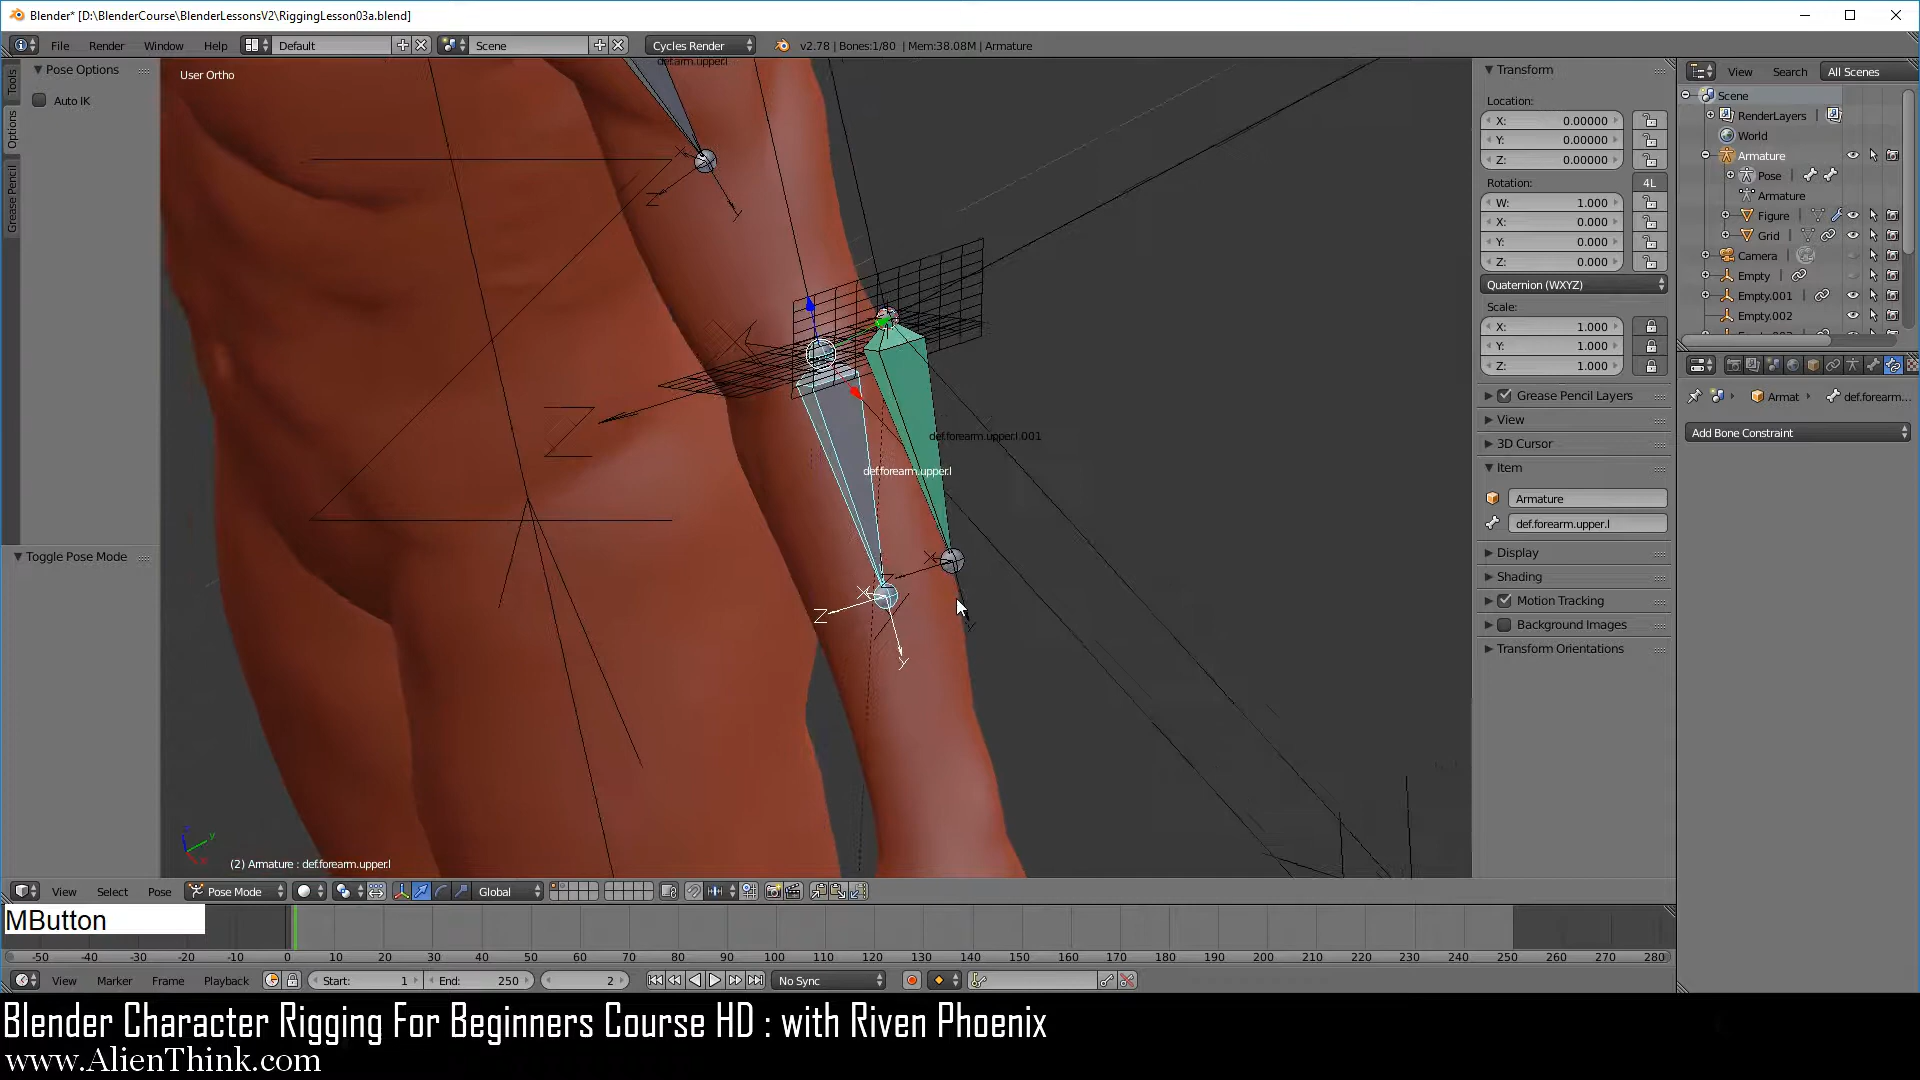 Blender* [D:\BlenderCourse\BlenderLessonsV2\RiggingLesson03a.blend]
File Render Window Help Default Scene Cycles Render v2.78 | Bones:1/80 | Mem:38.08M | Armature
Tools
Options
Grease Pencil
Pose Options
Auto IK
Toggle Pose Mode
User Ortho
def.arm.upper.l
def.forearm.upper.l.001
def.forearm.upper.l
(2) Armature : def.forearm.upper.l
Transform
Location:
X: 0.00000
Y: 0.00000
Z: 0.00000
Rotation: 4L
W: 1.000
X: 0.000
Y: 0.000
Z: 0.000
Quaternion (WXYZ)
Scale:
X: 1.000
Y: 1.000
Z: 1.000
Grease Pencil Layers
View
3D Cursor
Item
Armature
def.forearm.upper.l
Display
Shading
Motion Tracking
Background Images
Transform Orientations
View Search All Scenes
Scene
RenderLayers
World
Armature
Pose
Armature
Figure
Grid
Camera
Empty
Empty.001
Empty.002
Armat def.forearm...
Add Bone Constraint
View Select Pose Pose Mode Global
MButton
-50 -40 -30 -20 -10 0 10 20 30 40 50 60 70 80 90 100 110 120 130 140 150 160 170 180 190 200 210 220 230 240 250 260 270 280
View Marker Frame Playback Start: 1 End: 250 2 No Sync
Blender Character Rigging For Beginners Course HD : with Riven Phoenix
www.AlienThink.com